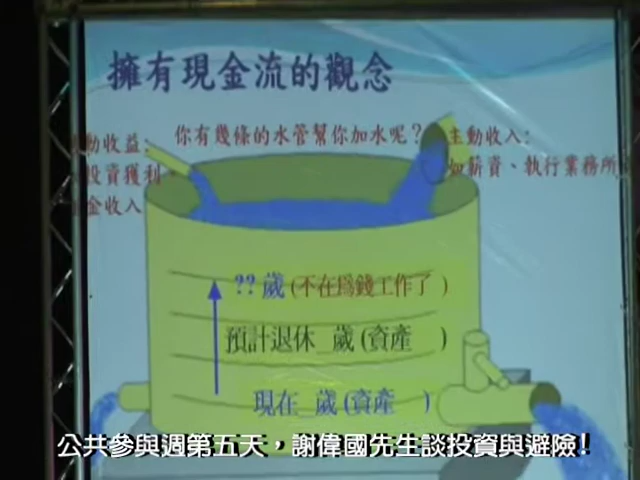 擁有現金流的觀念
你有幾條的水管幫你加水呢?
動收益:
投資獲利、
金收入
主動收入:
如薪資、執行業務所
?? 歲 (不在為錢工作了 )
預計退休_歲 (資產 )
現在_歲 (資產 )
公共參與週第五天，謝偉國先生談投資與避險!